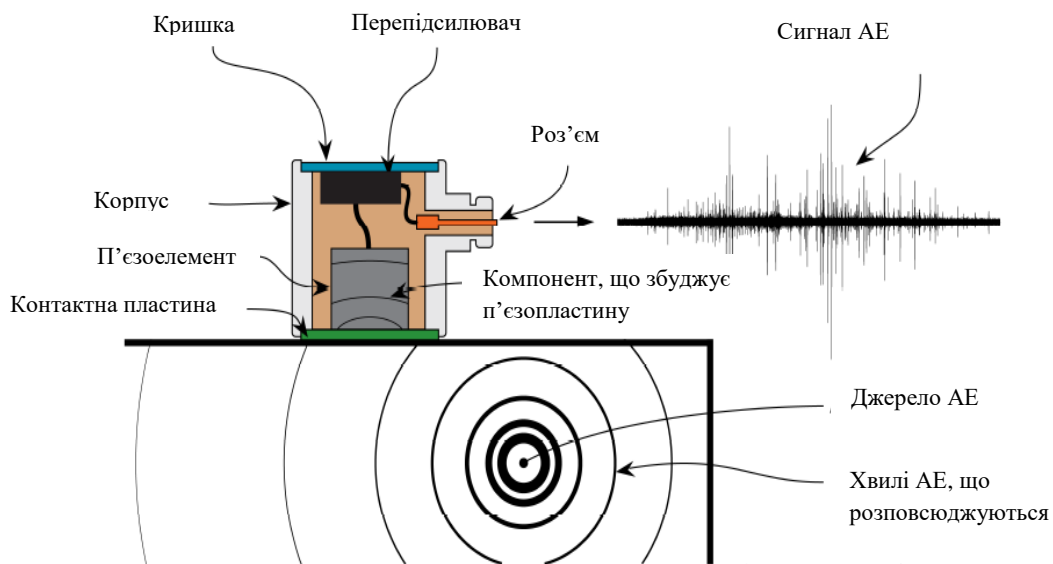 Кришка
Перепідсилювач
Сигнал АЕ
Роз’єм
Корпус
П’єзоелемент
Компонент, що збуджує
п’єзопластину
Контактна пластина
Джерело АЕ
Хвилі АЕ, що
розповсюджуються